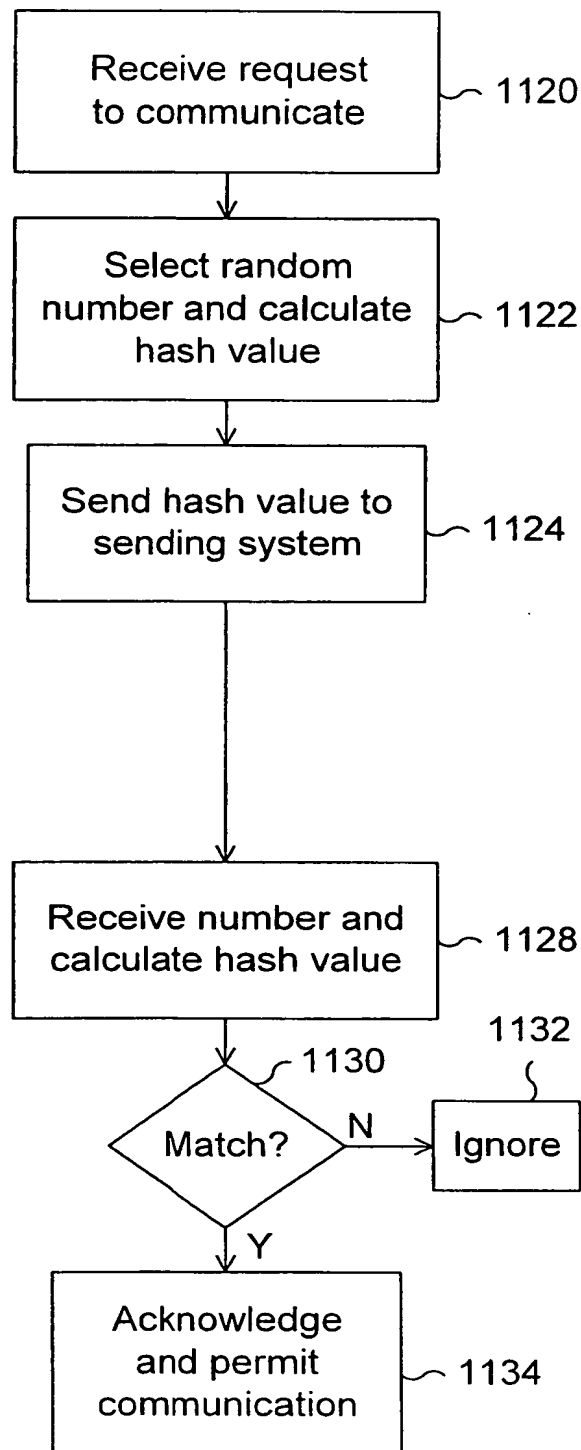 Receive request
to communicate
1120
Select random
number and calculate
hash value
1122
Send hash value to
sending system
1124
Receive number and
calculate hash value
1128
1132
1130
Match?
N
Ignore
Y
Acknowledge
and permit
communication
1134